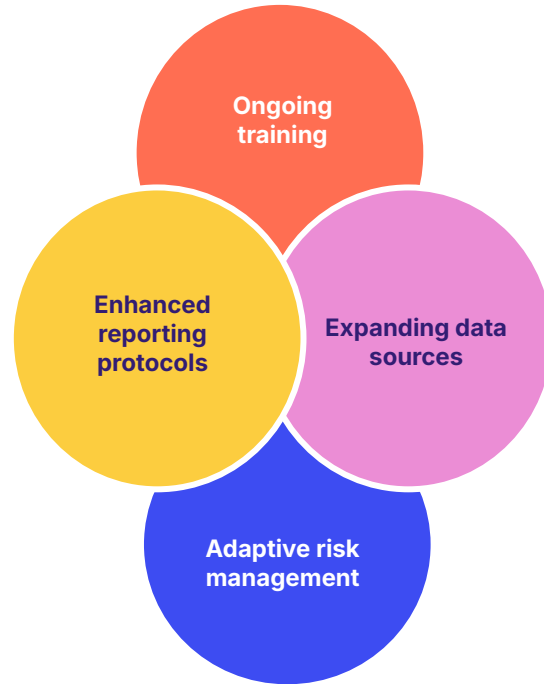 Ongoing
training
Enhanced
reporting
protocols
Expanding data
sources
Adaptive risk
management